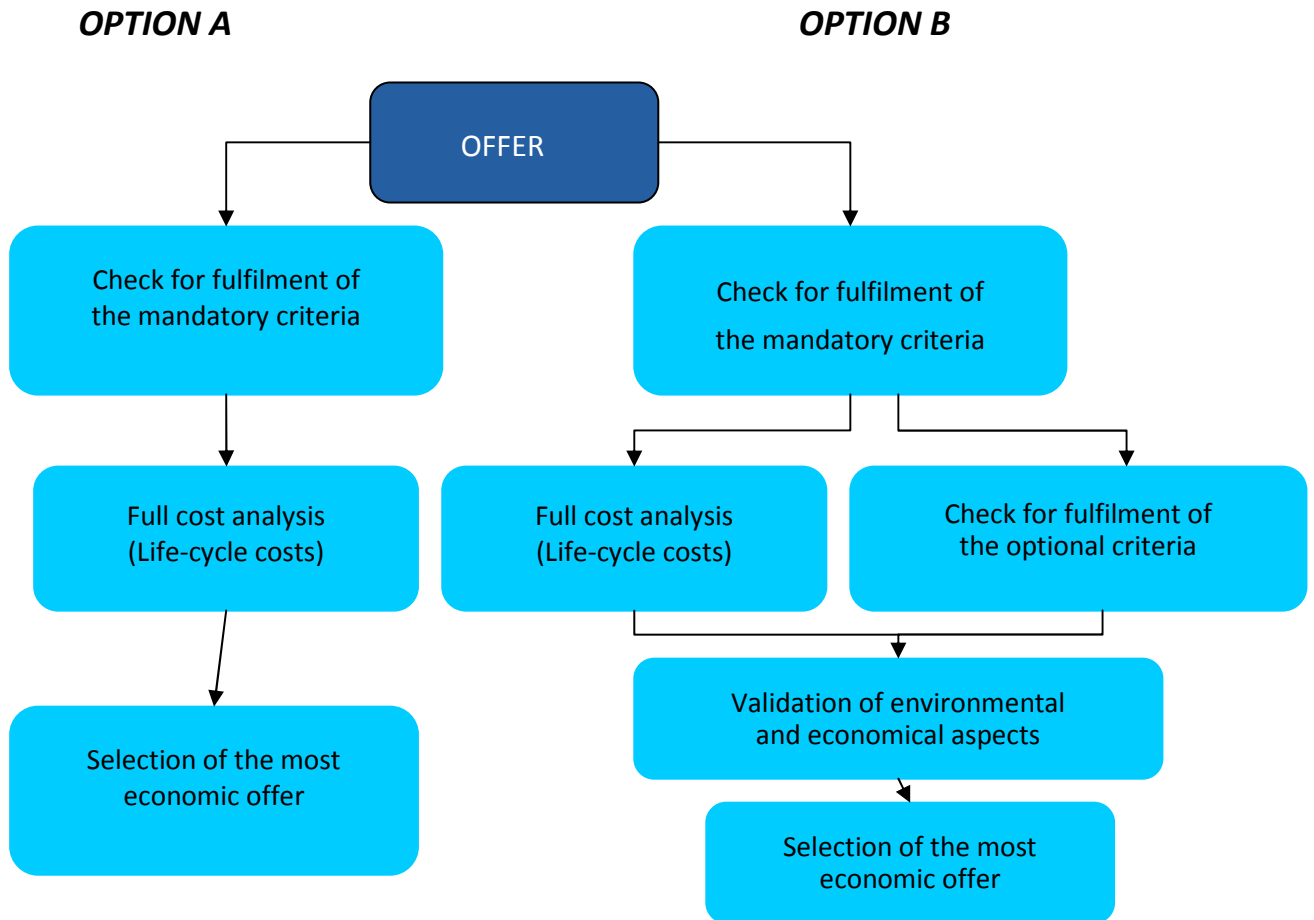 OPTION A
OPTION B
OFFER
Check for fulfilment of
the mandatory criteria
Check for fulfilment of
the mandatory criteria
Full cost analysis
(Life-cycle costs)
Full cost analysis
(Life-cycle costs)
Check for fulfilment of
the optional criteria
Validation of environmental
and economical aspects
Selection of the most
economic offer
Selection of the most
economic offer